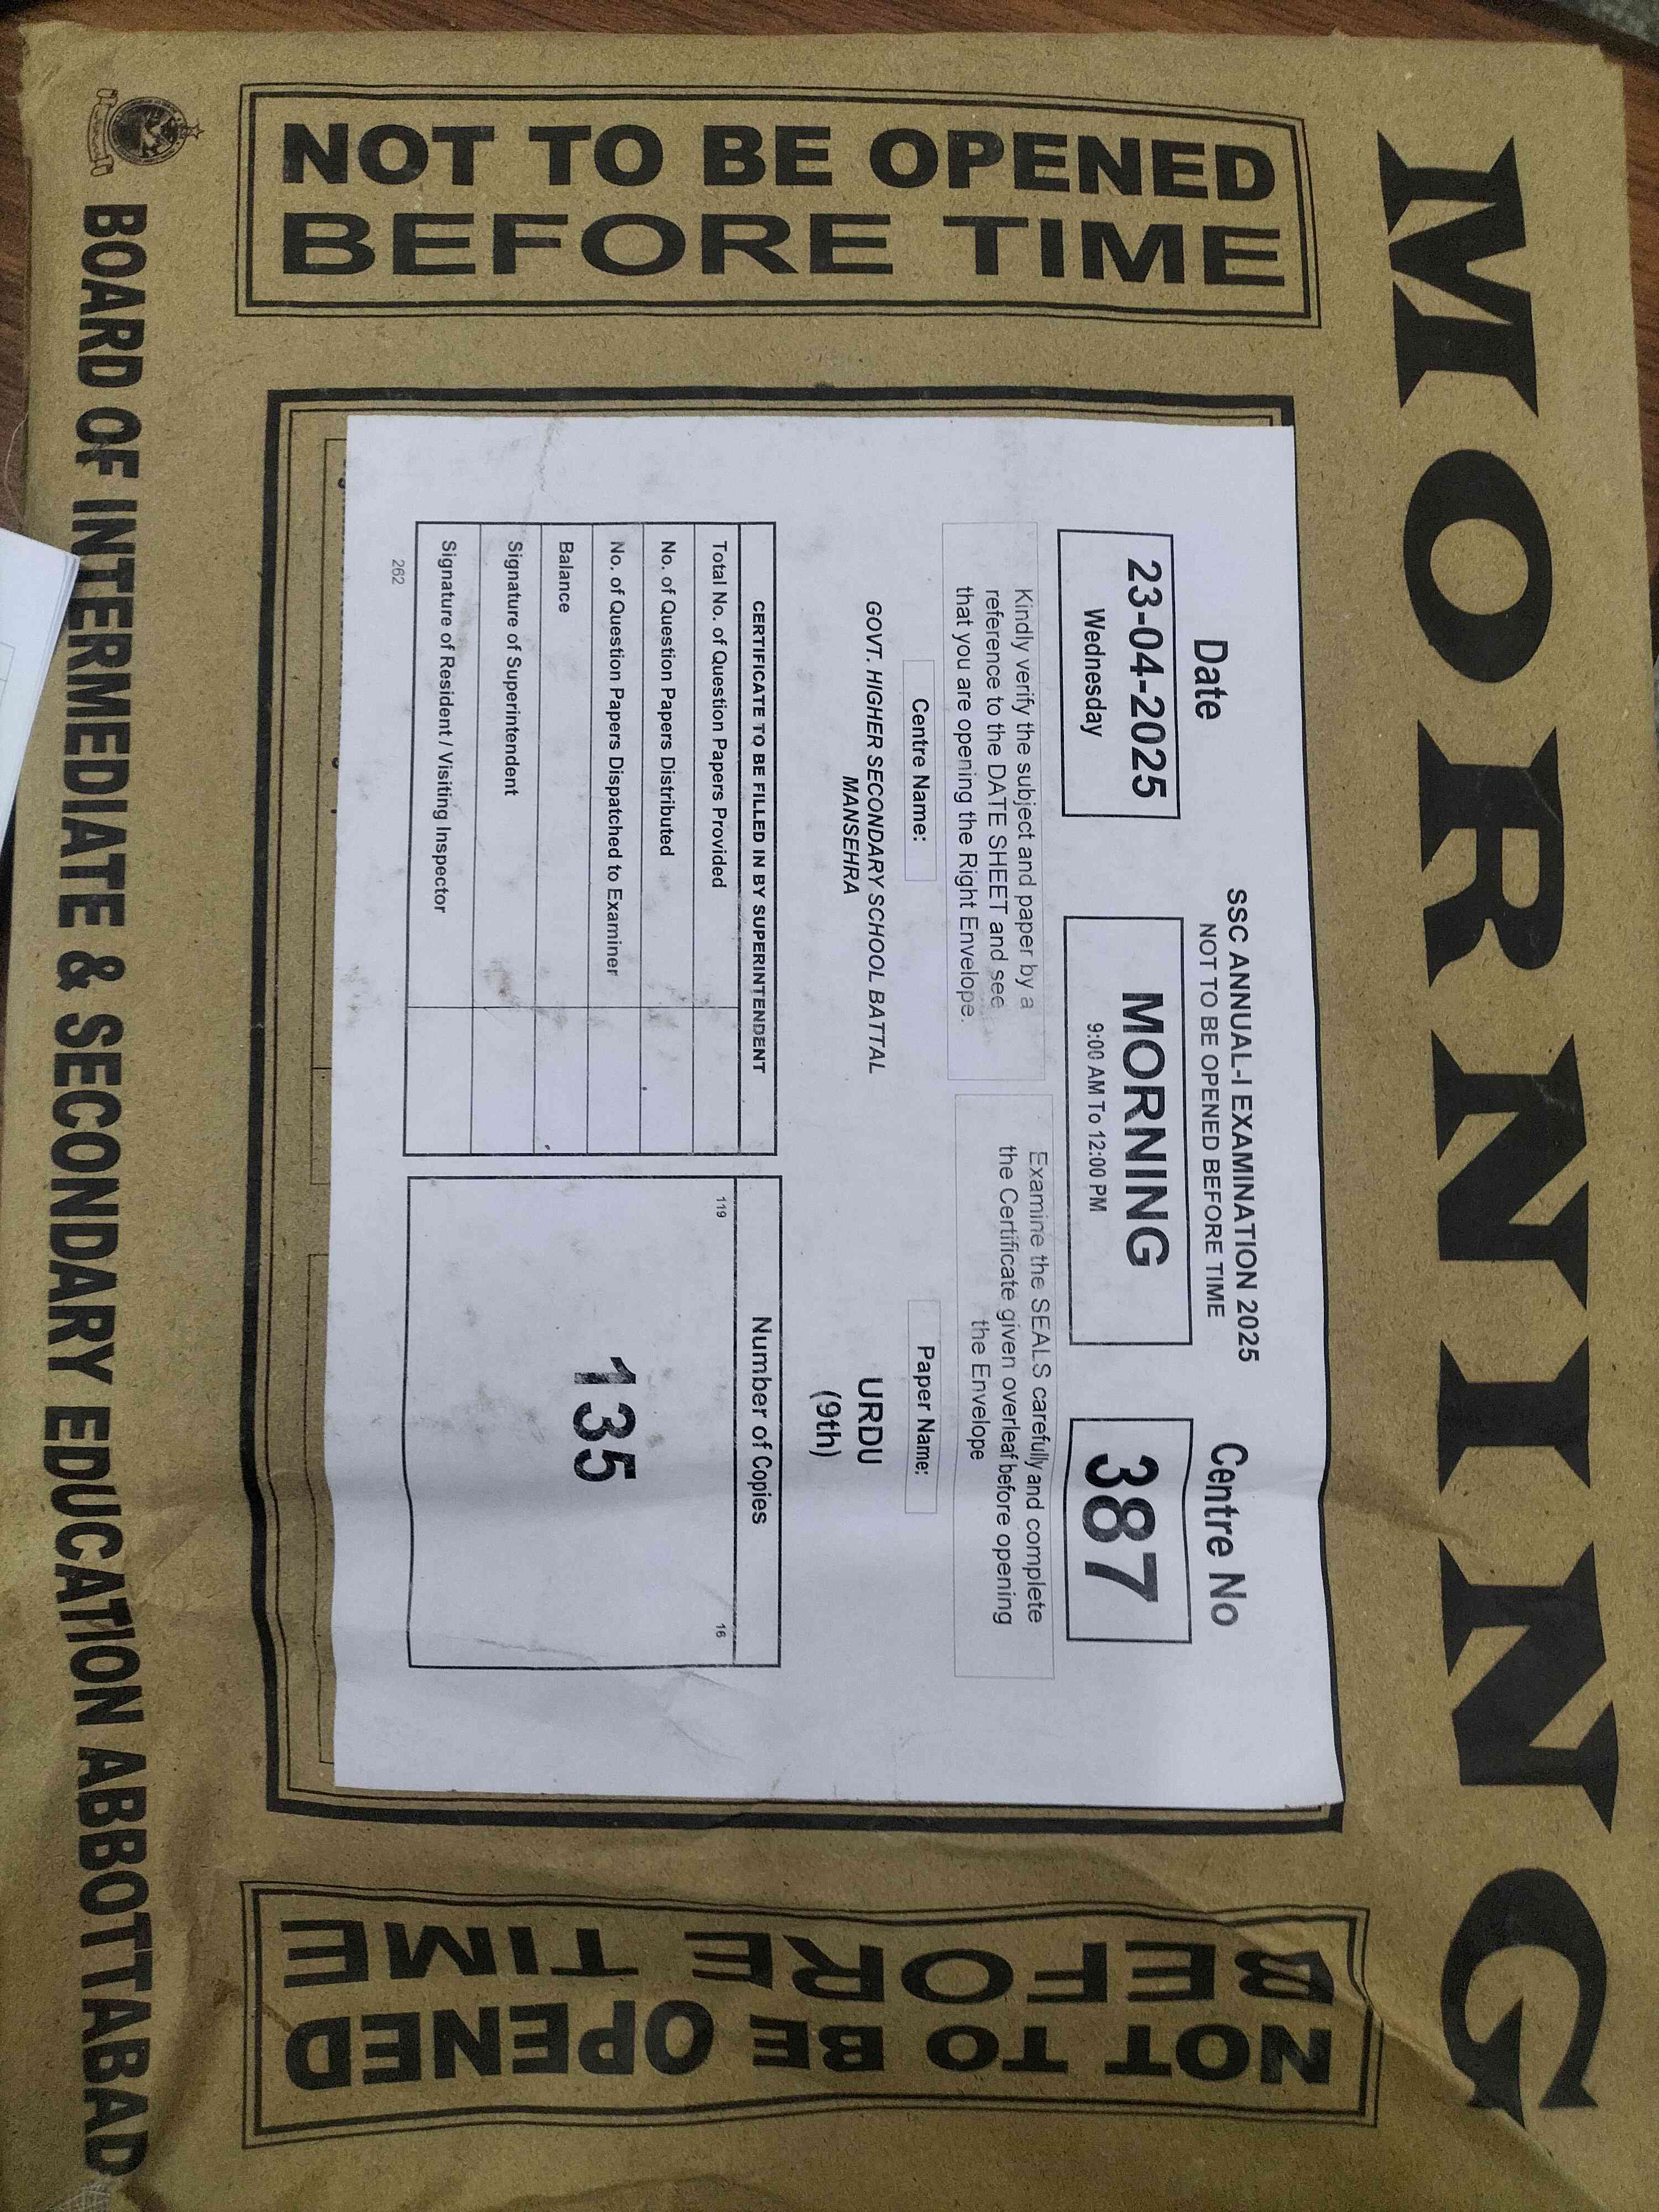 MORNING
NOT TO BE OPENED
BEFORE TIME
SSC ANNUAL-I EXAMINATION 2025
NOT TO BE OPENED BEFORE TIME
Date
23-04-2025
Wednesday
MORNING
9:00 AM To 12:00 PM
Centre No
387
Kindly verify the subject and paper by a
reference to the DATE SHEET and see
that you are opening the Right Envelope.
Examine the SEALS carefully and complete
the Certificate given overleaf before opening
the Envelope
Centre Name:
GOVT. HIGHER SECONDARY SCHOOL BATTAL
MANSEHRA
Paper Name:
URDU
(9th)
CERTIFICATE TO BE FILLED IN BY SUPERINTENDENT
Total No. of Question Papers Provided
No. of Question Papers Distributed
No. of Question Papers Dispatched to Examiner
Balance
Signature of Superintendent
Signature of Resident / Visiting Inspector
262
Number of Copies
119
16
135
NOT TO BE OPENED
BEFORE TIME
BOARD OF INTERMEDIATE & SECONDARY EDUCATION ABBOTTABAD